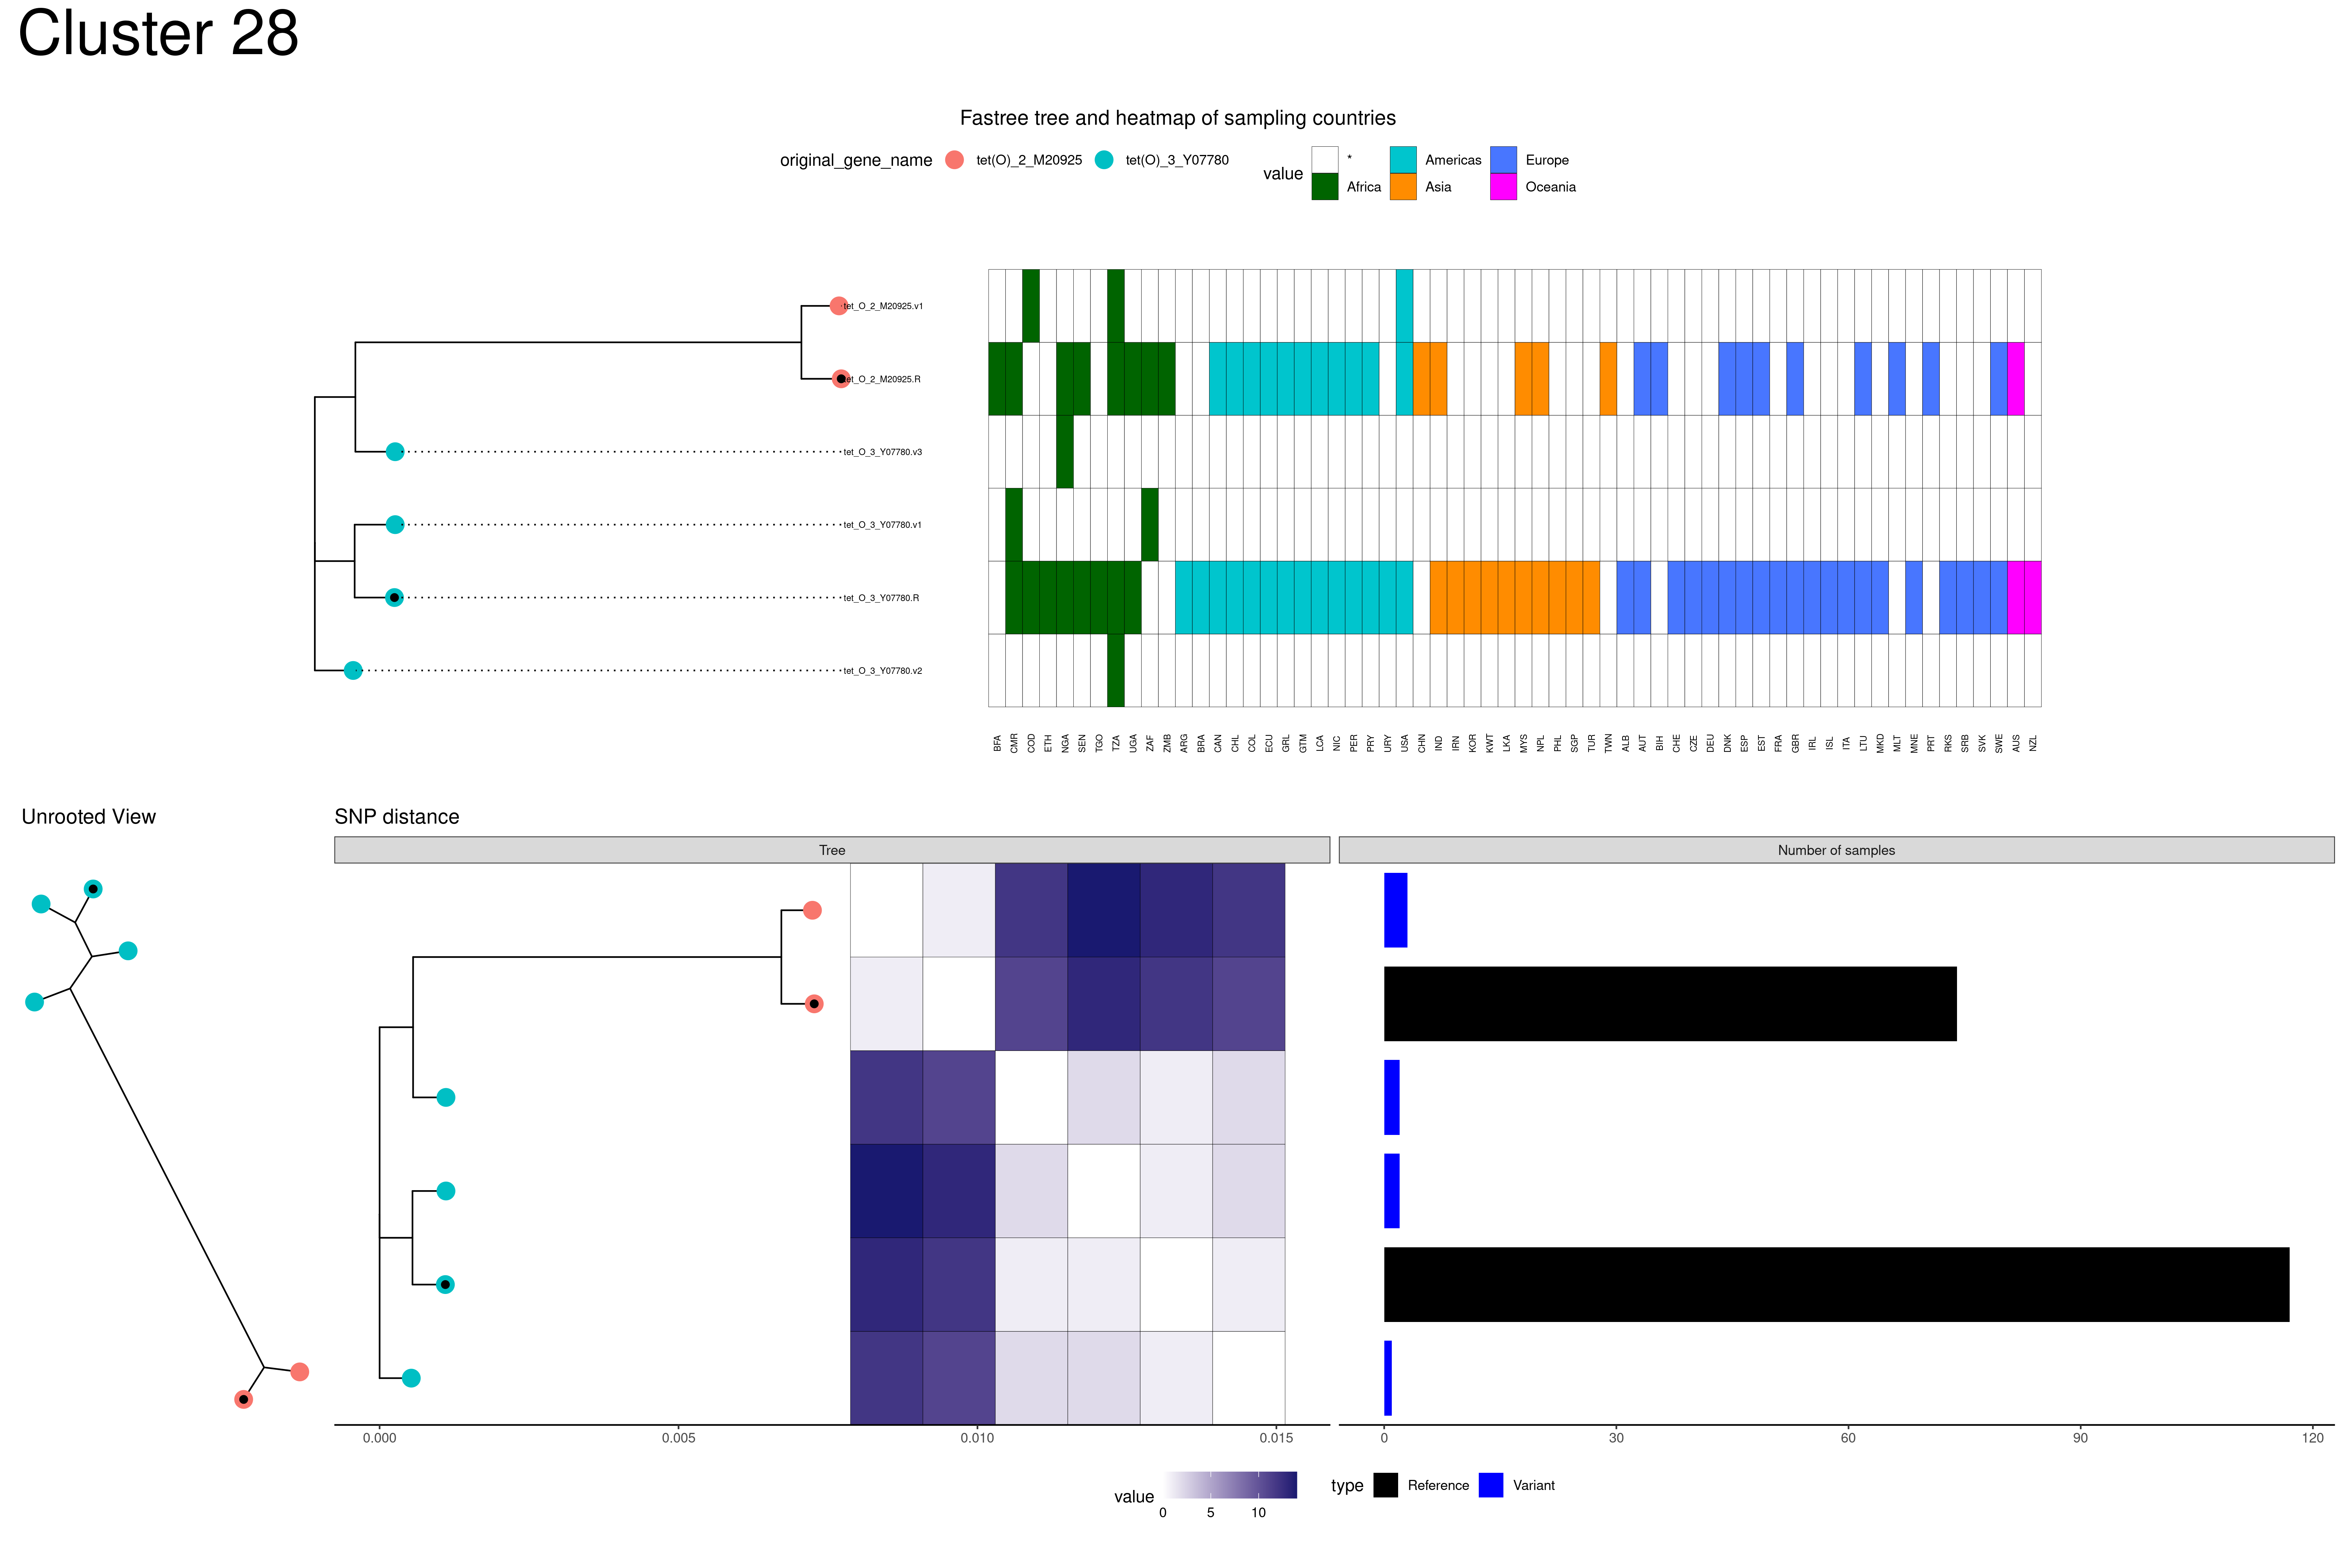 Cluster 28
Fastree tree and heatmap of sampling countries
original_gene_name tet(O)_2_M20925 tet(O)_3_Y07780
value * Americas Europe
Africa Asia Oceania
tet_O_2_M20925.v1
tet_O_2_M20925.R
tet_O_3_Y07780.v3
tet_O_3_Y07780.v1
tet_O_3_Y07780.R
tet_O_3_Y07780.v2
BFA CMR COD ETH NGA SEN TGO TZA UGA ZAF ZMB ARG BRA CAN CHL COL ECU GRL GTM LCA NIC PER PRY URY USA CHN IND IRN KOR KWT LKA MYS NPL PHL SGP TUR TWN ALB AUT BIH CHE CZE DEU DNK ESP EST FRA GBR IRL ISL ITA LTU MKD MLT MNE PRT RKS SRB SVK SWE AUS NZL
Unrooted View
SNP distance
Tree
Number of samples
0.000 0.005 0.010 0.015
0 30 60 90 120
value
0 5 10
type Reference Variant